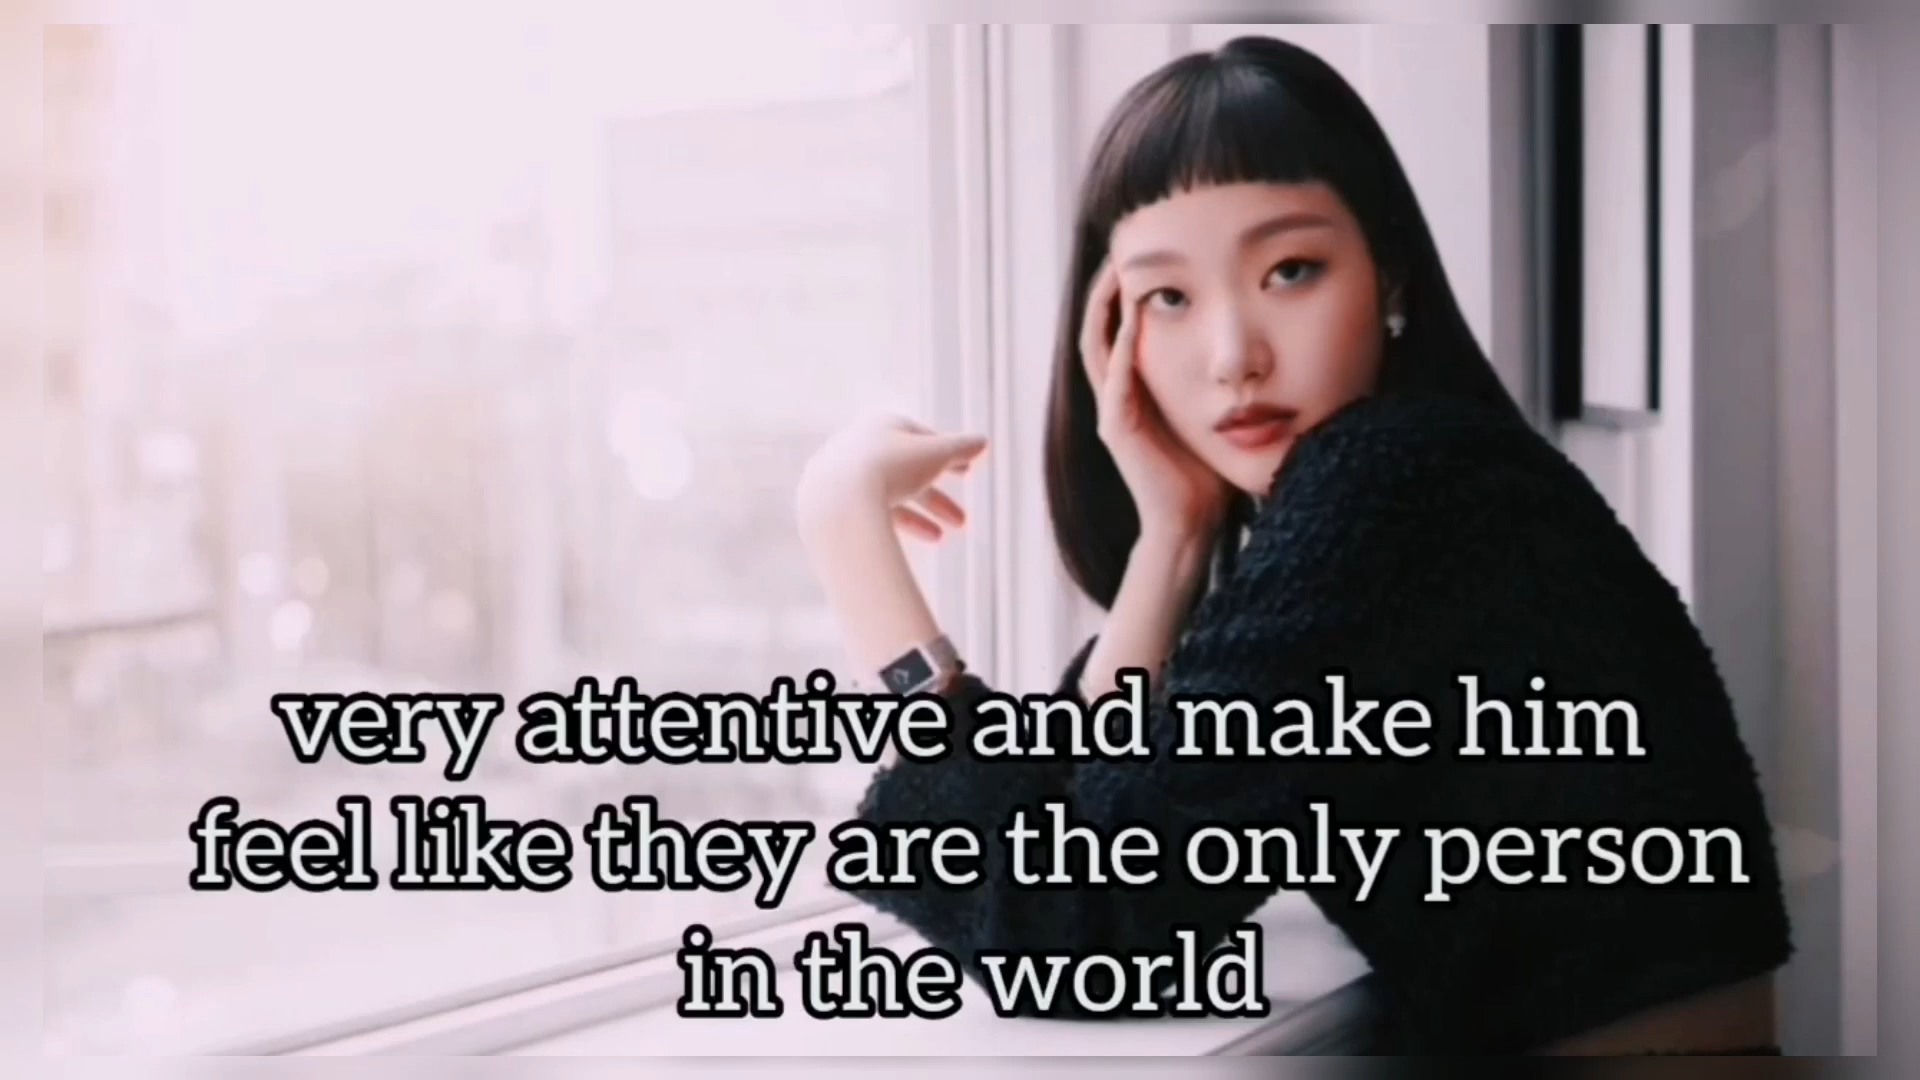 very attentive and make him
feel like they are the only person
in the world